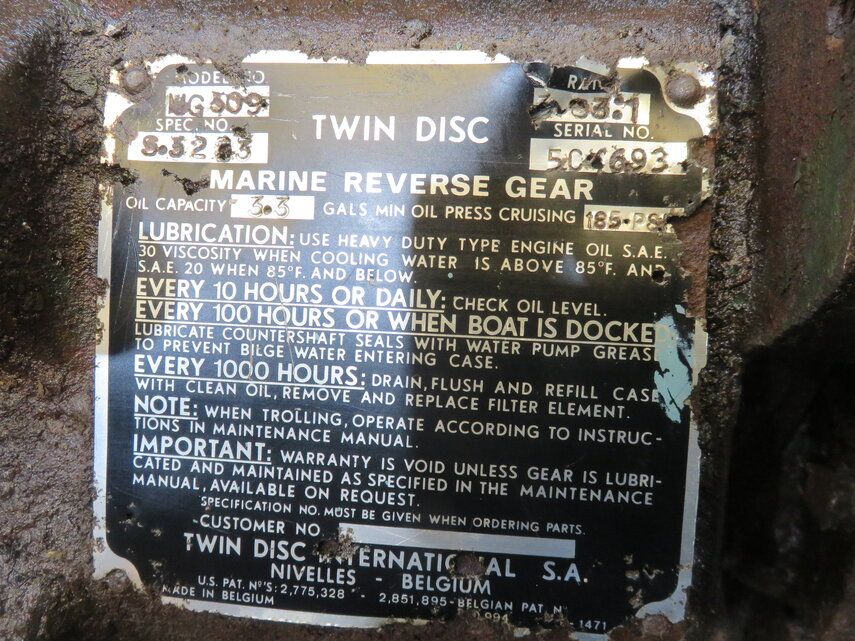 MODEL NO.
MG509
SPEC. NO.
TWIN DISC
SERIAL NO.
MARINE REVERSE GEAR
OIL CAPACITY 3.3 GALS MIN OIL PRESS CRUISING 185-PS
LUBRICATION: USE HEAVY DUTY TYPE ENGINE OIL S.A.E.
30 VISCOSITY WHEN COOLING WATER IS ABOVE 85°F. AND
S.A.E. 20 WHEN 85°F. AND BELOW.
EVERY 10 HOURS OR DAILY: CHECK OIL LEVEL.
EVERY 100 HOURS OR WHEN BOAT IS DOCKED
LUBRICATE COUNTERSHAFT SEALS WITH WATER PUMP GREASE
TO PREVENT BILGE WATER ENTERING CASE.
EVERY 1000 HOURS: DRAIN, FLUSH AND REFILL CASE
WITH CLEAN OIL, REMOVE AND REPLACE FILTER ELEMENT.
NOTE: WHEN TROLLING, OPERATE ACCORDING TO INSTRUC-
TIONS IN MAINTENANCE MANUAL.
IMPORTANT: WARRANTY IS VOID UNLESS GEAR IS LUBRI-
CATED AND MAINTAINED AS SPECIFIED IN THE MAINTENANCE
MANUAL, AVAILABLE ON REQUEST.
SPECIFICATION NO. MUST BE GIVEN WHEN ORDERING PARTS.
CUSTOMER NO.
TWIN DISC INTERNATIONAL S.A.
NIVELLES - BELGIUM
U.S. PAT. Nº'S: 2,775,328 - 2,851,895-BELGIAN PAT N
MADE IN BELGIUM 1471